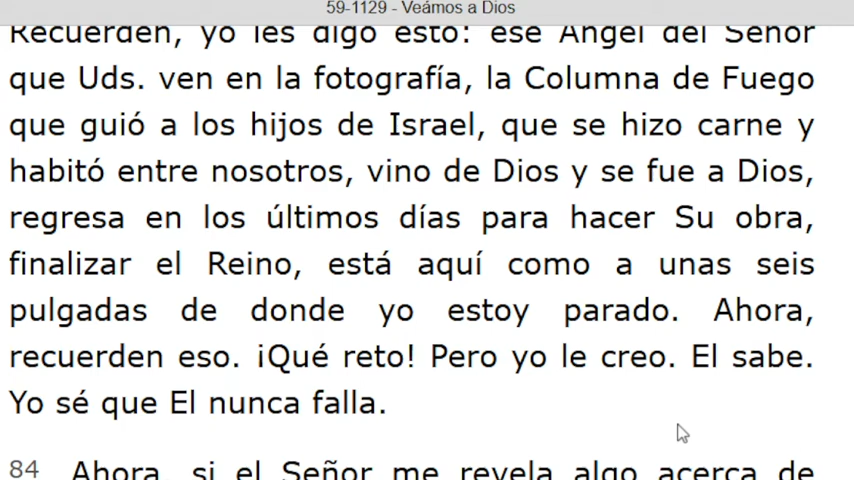 59-1129 - Veámos a Dios
Recuerden, yo les digo esto: ese Angel del Señor
que Uds. ven en la fotografía, la Columna de Fuego
que guió a los hijos de Israel, que se hizo carne y
habitó entre nosotros, vino de Dios y se fue a Dios,
regresa en los últimos días para hacer Su obra,
finalizar el Reino, está aquí como a unas seis
pulgadas de donde yo estoy parado. Ahora,
recuerden eso. ¡Qué reto! Pero yo le creo. El sabe.
Yo sé que El nunca falla.
84 Ahora, si el Señor me revela algo acerca de